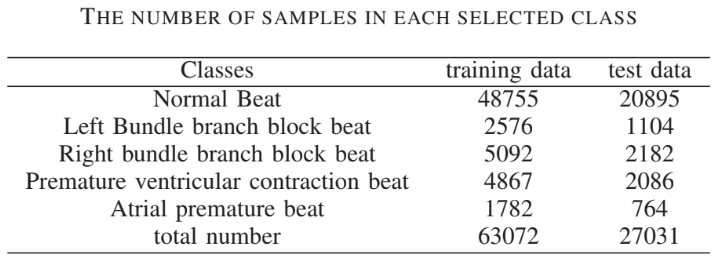 THE NUMBER OF SAMPLES IN EACH SELECTED CLASS
Classes training data test data
Normal Beat 48755 20895
Left Bundle branch block beat 2576 1104
Right bundle branch block beat 5092 2182
Premature ventricular contraction beat 4867 2086
Atrial premature beat 1782 764
total number 63072 27031